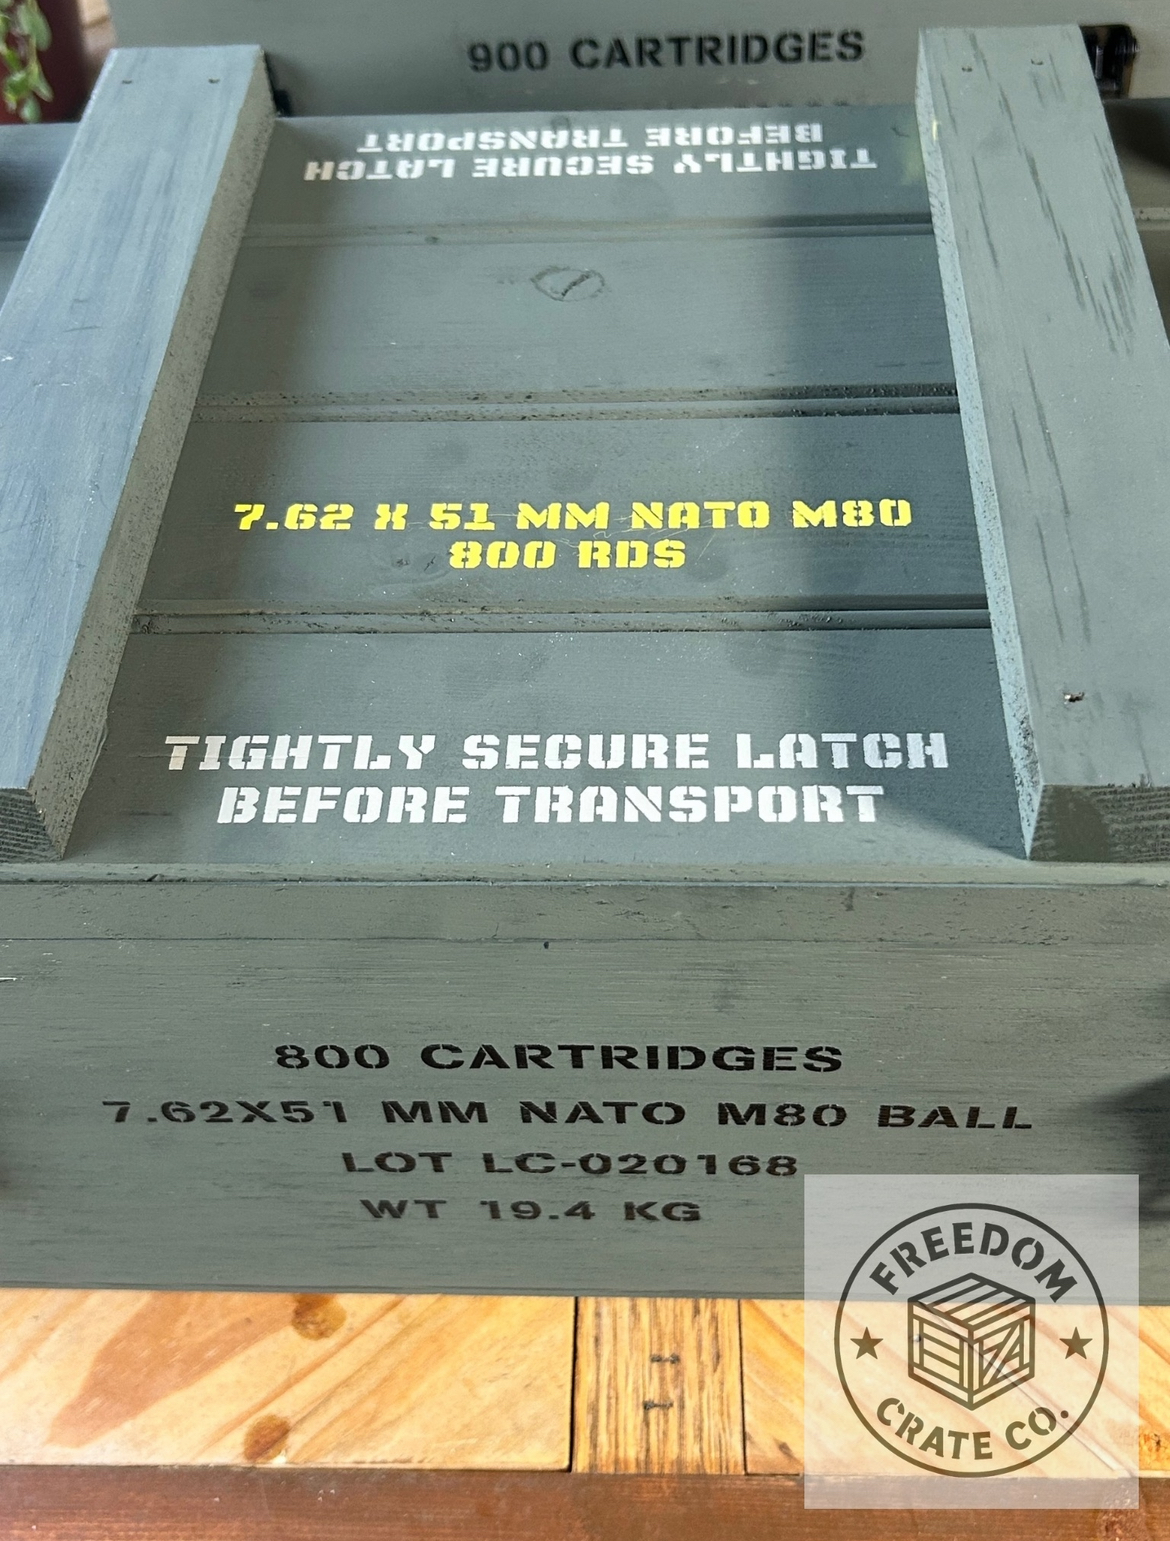 900 CARTRIDGES
TIGHTLY SECURE LATCH
BEFORE TRANSPORT
7.62 X 51 MM NATO M80
800 RDS
TIGHTLY SECURE LATCH
BEFORE TRANSPORT
800 CARTRIDGES
7.62X51 MM NATO M80 BALL
LOT LC-020168
WT 19.4 KG
FREEDOM
CRATE CO.